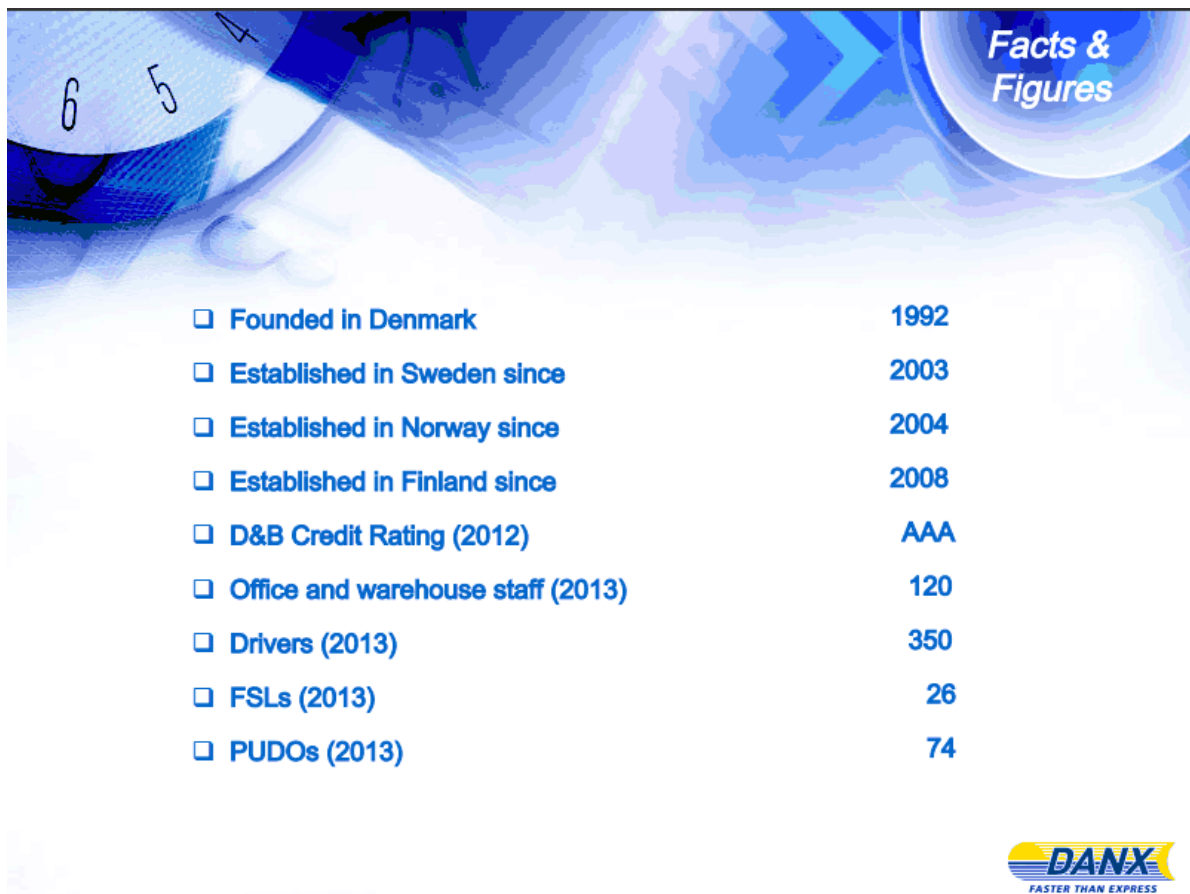 4
5
6
Facts &
Figures
❑ Founded in Denmark 1992
❑ Established in Sweden since 2003
❑ Established in Norway since 2004
❑ Established in Finland since 2008
❑ D&B Credit Rating (2012) AAA
❑ Office and warehouse staff (2013) 120
❑ Drivers (2013) 350
❑ FSLs (2013) 26
❑ PUDOs (2013) 74
DANX
FASTER THAN EXPRESS